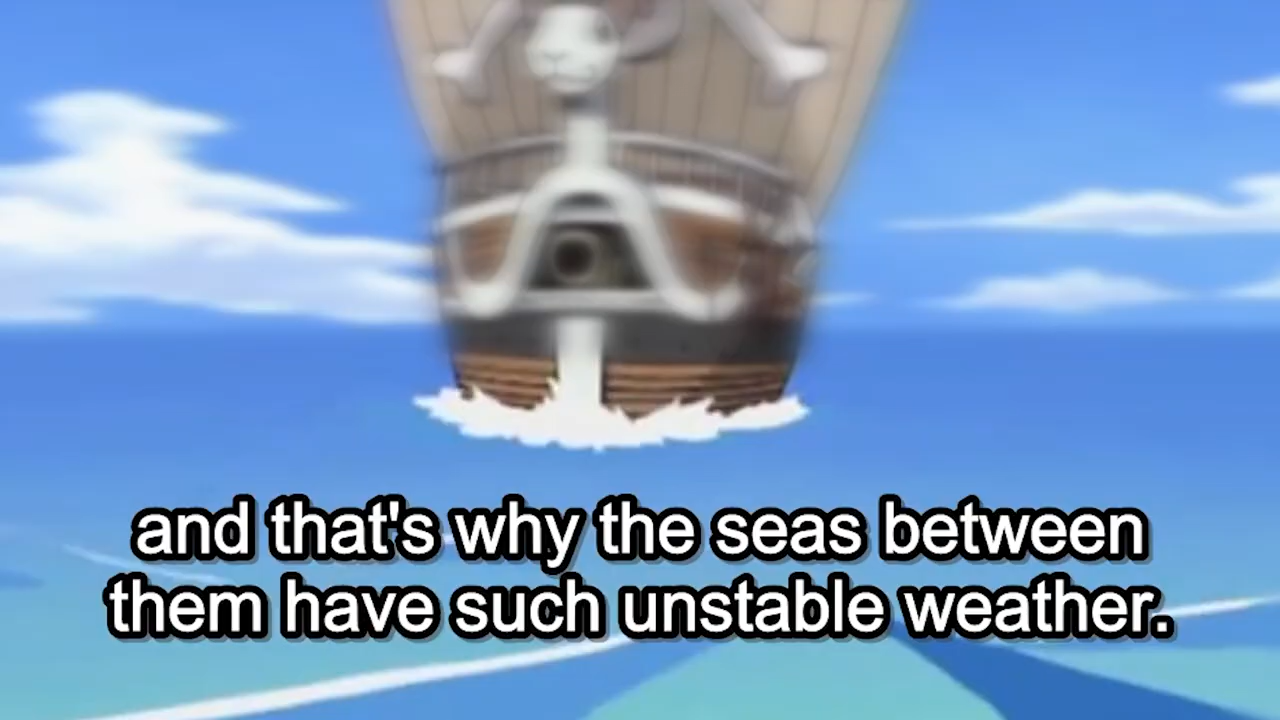 and that's why the seas between
them have such unstable weather.